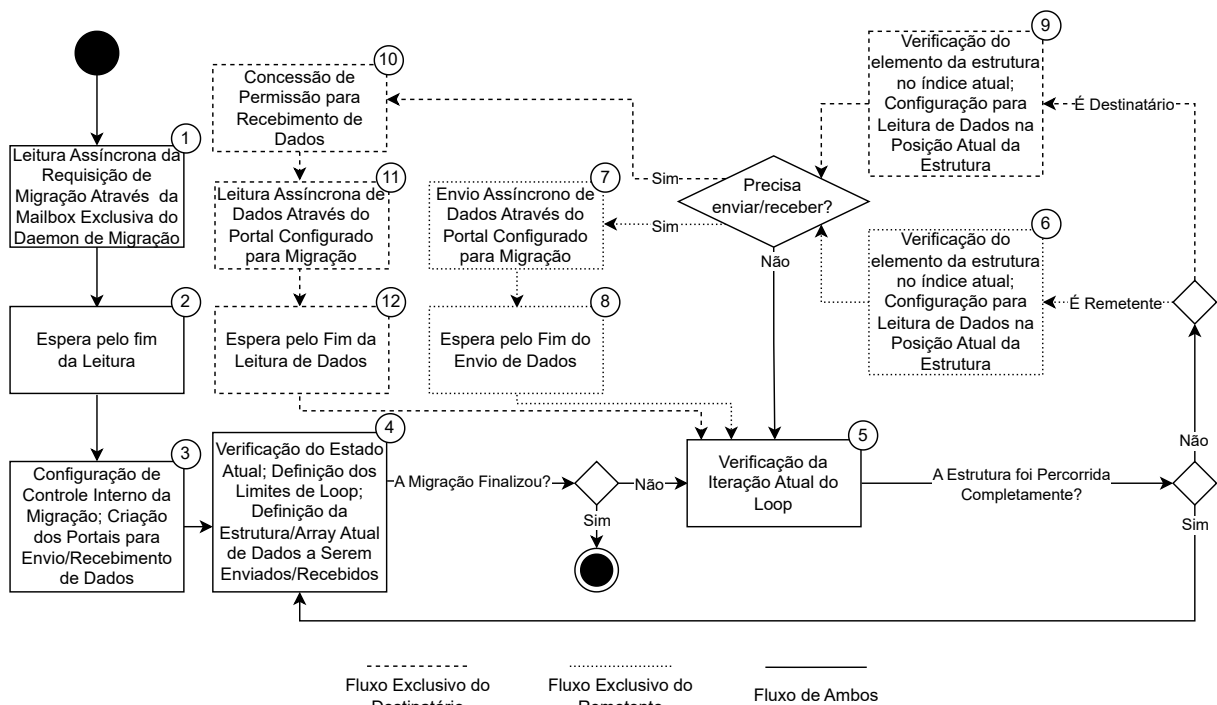 1
Leitura Assíncrona da
Requisição de
Migração Através da
Mailbox Exclusiva do
Daemon de Migração
2
Espera pelo fim
da Leitura
3
Configuração de
Controle Interno da
Migração; Criação
dos Portais para
Envio/Recebimento
de Dados
4
Verificação do Estado
Atual; Definição dos
Limites de Loop;
Definição da
Estrutura/Array Atual
de Dados a Serem
Enviados/Recebidos
A Migração Finalizou?
Não
Sim
5
Verificação da
Iteração Atual do
Loop
A Estrutura foi Percorrida
Completamente?
Não
Sim
É Remetente
É Destinatário
6
Verificação do
elemento da estrutura
no índice atual;
Configuração para
Leitura de Dados na
Posição Atual da
Estrutura
9
Verificação do
elemento da estrutura
no índice atual;
Configuração para
Leitura de Dados na
Posição Atual da
Estrutura
Precisa
enviar/receber?
Sim
Sim
Não
7
Envio Assíncrono de
Dados Através do
Portal Configurado
para Migração
8
Espera pelo Fim do
Envio de Dados
10
Concessão de
Permissão para
Recebimento de
Dados
11
Leitura Assíncrona de
Dados Através do
Portal Configurado
para Migração
12
Espera pelo Fim da
Leitura de Dados
Fluxo Exclusivo do
Fluxo Exclusivo do
Fluxo de Ambos